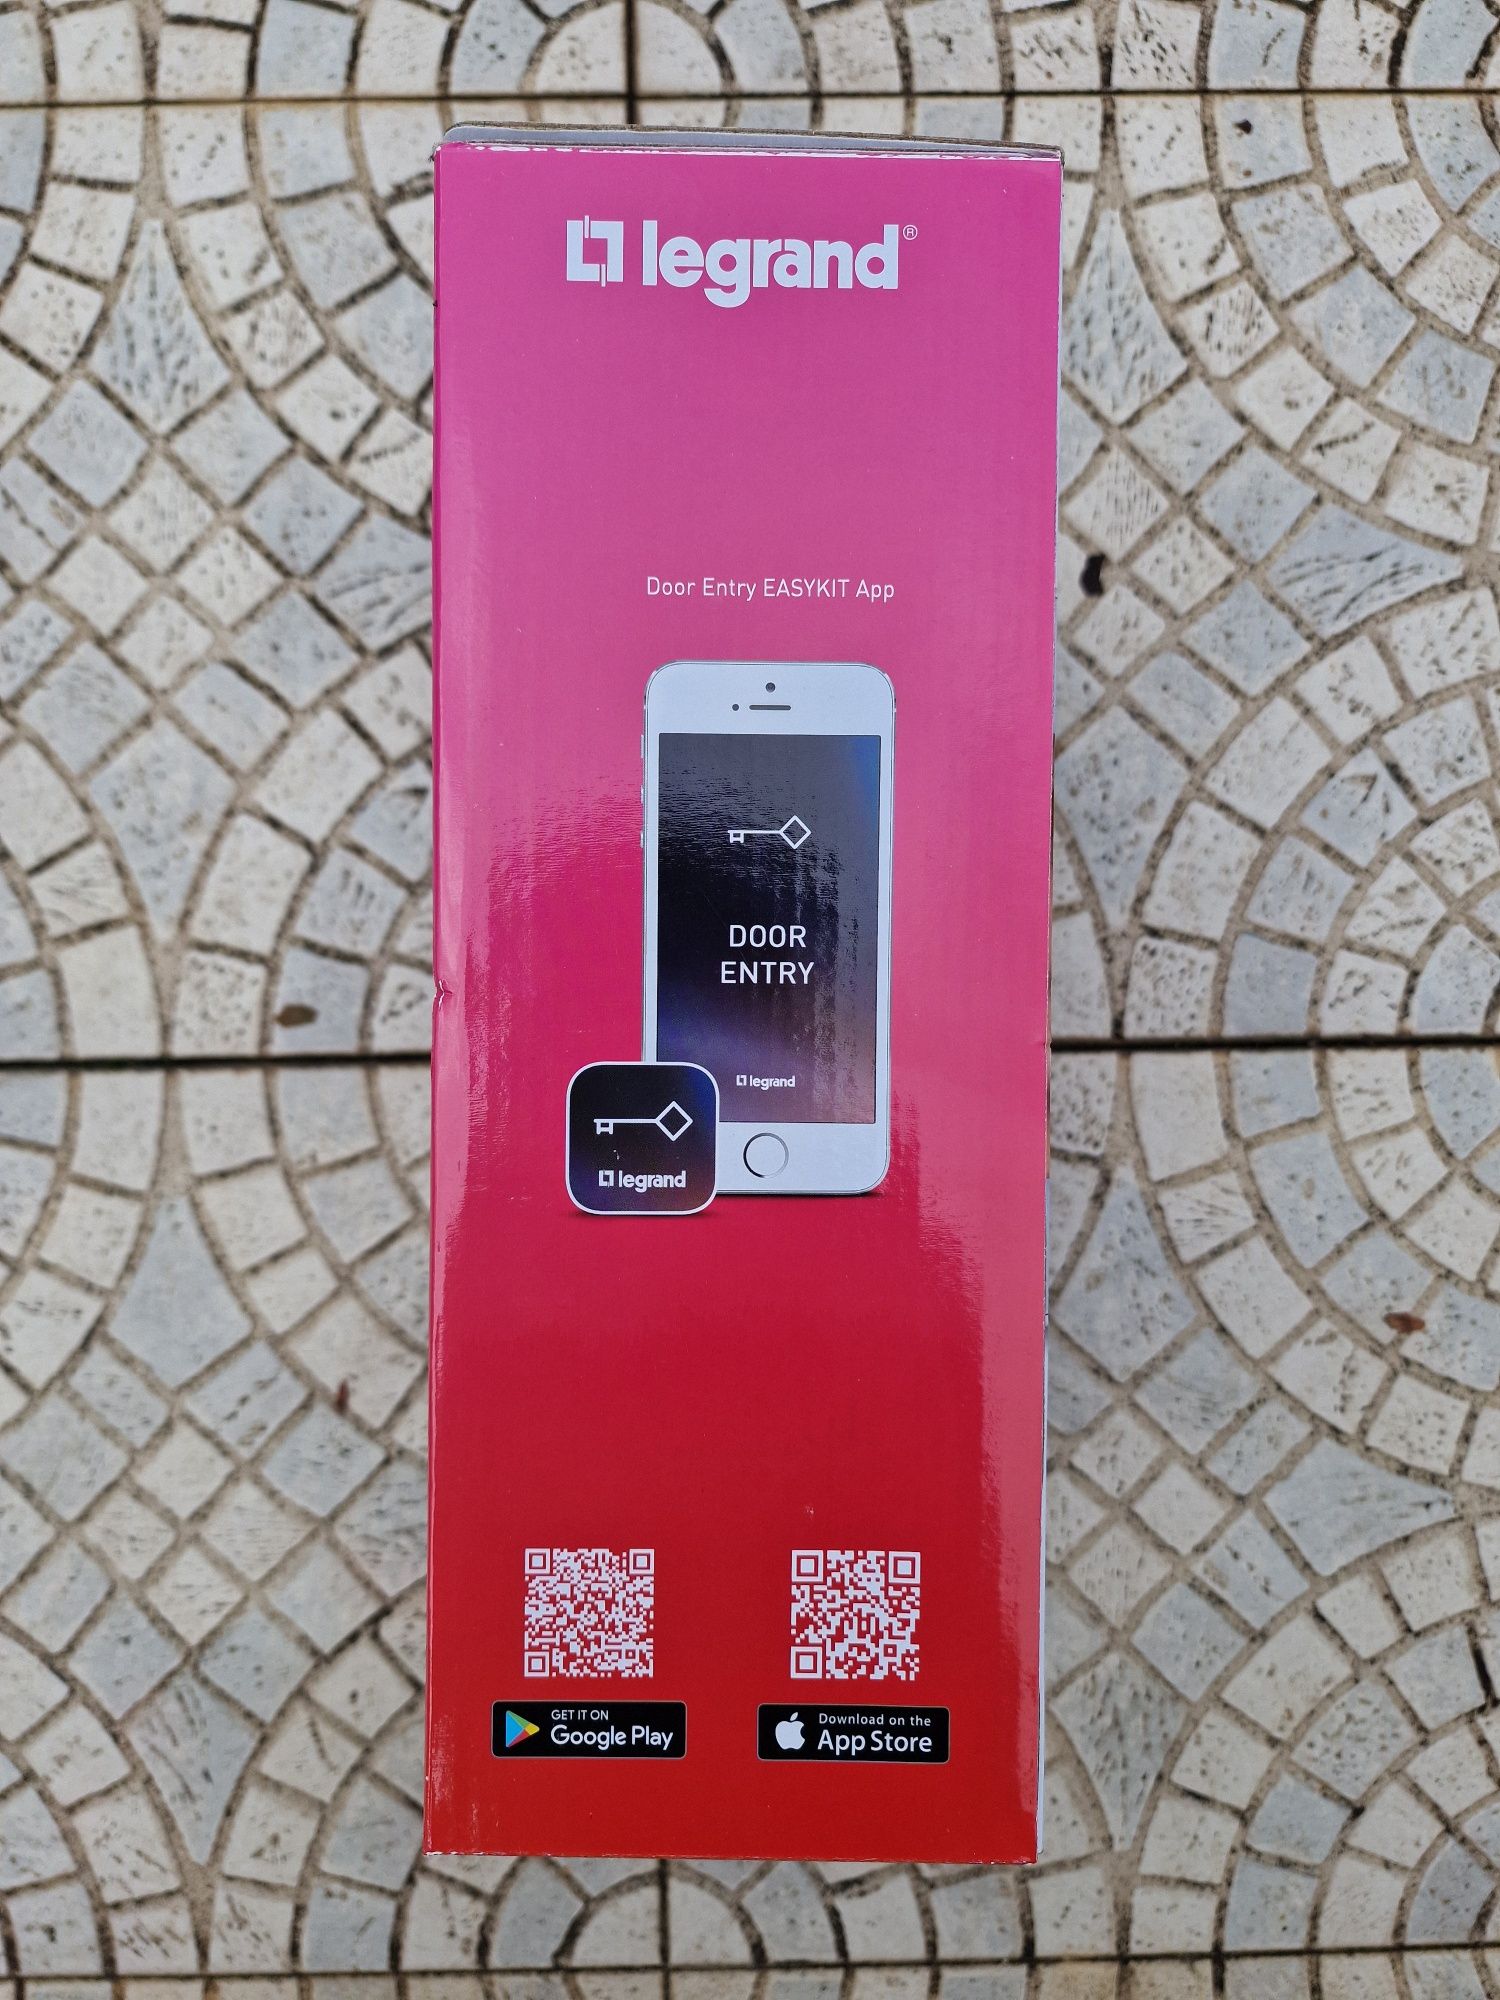 legrand®
Door Entry EASYKIT App
DOOR
ENTRY
legrand
legrand
GET IT ON
Google Play
Download on the
App Store